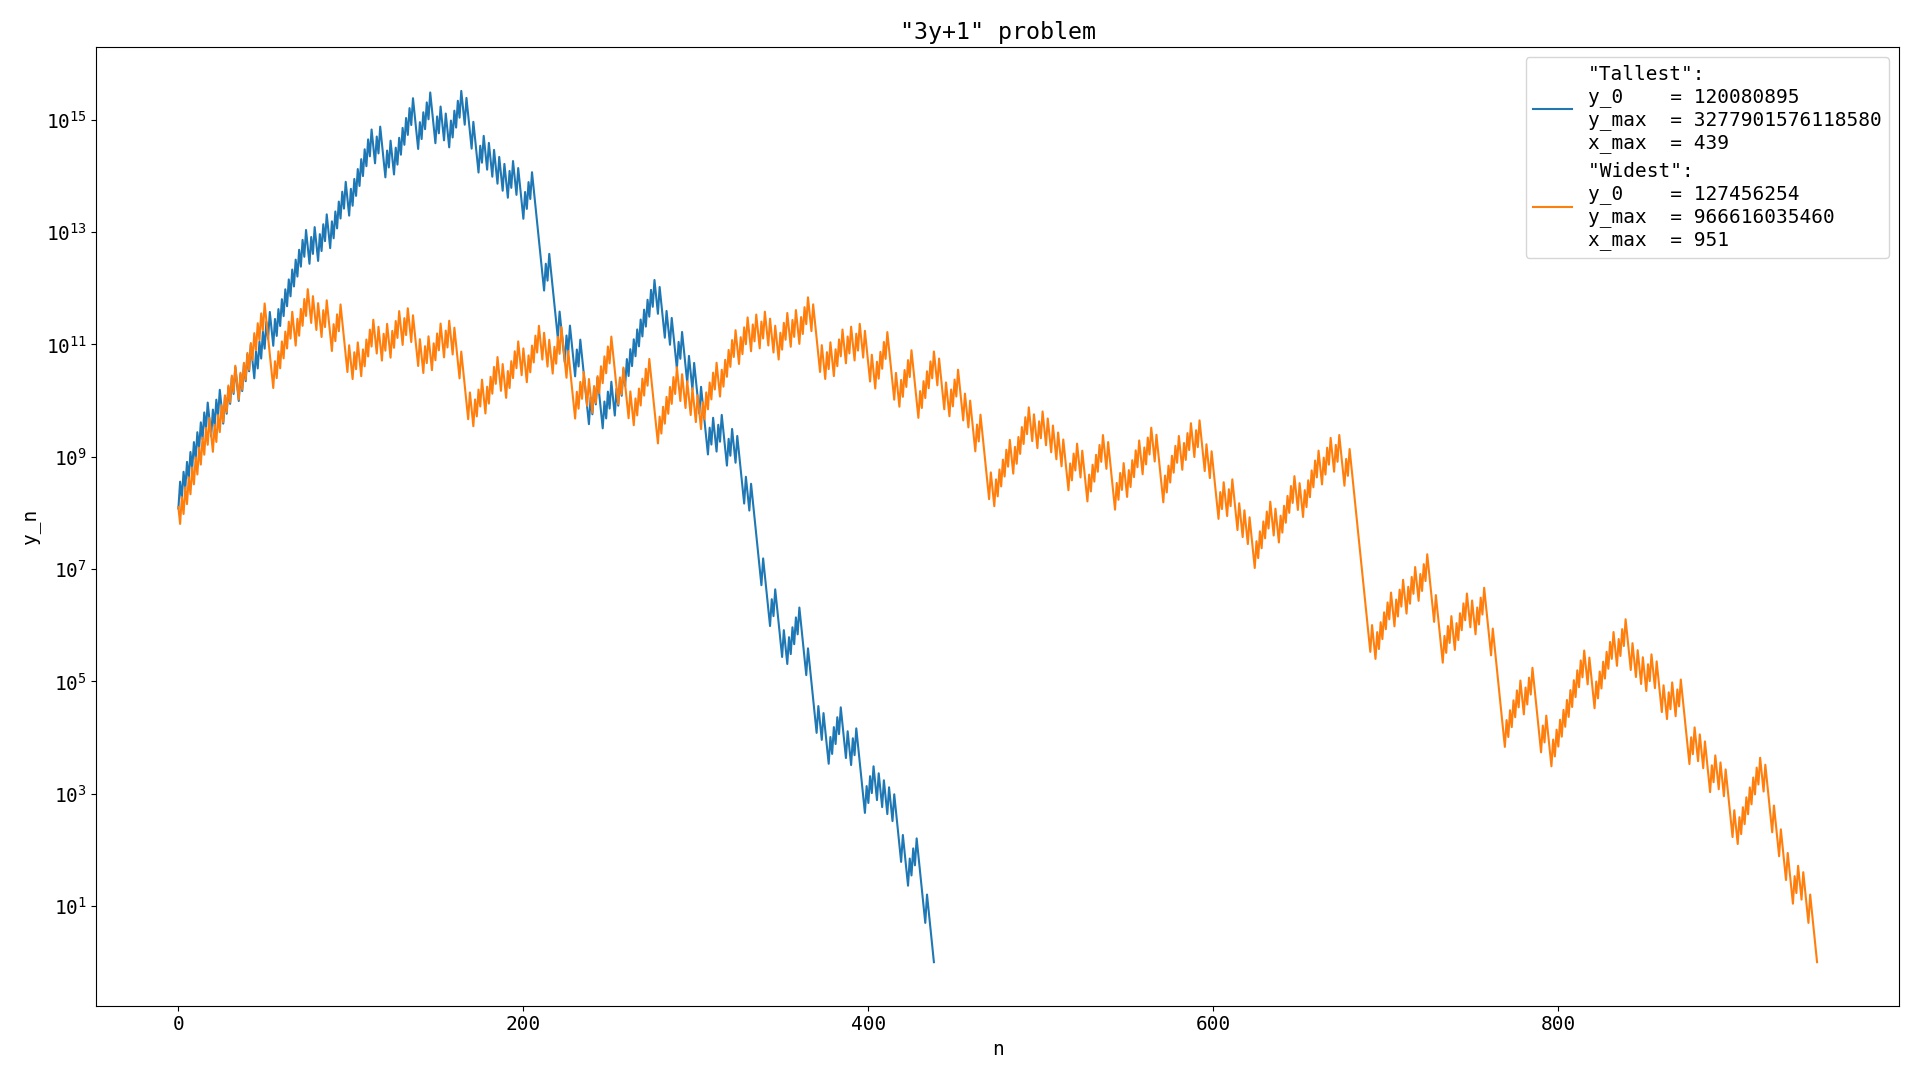 "3y+1" problem
"Tallest":
y_0    = 120080895
y_max  = 3277901576118580
x_max  = 439
"Widest":
y_0    = 127456254
y_max  = 966616035460
x_max  = 951
y_n
10^15
10^13
10^11
10^9
10^7
10^5
10^3
10^1
0 200 400 600 800
n